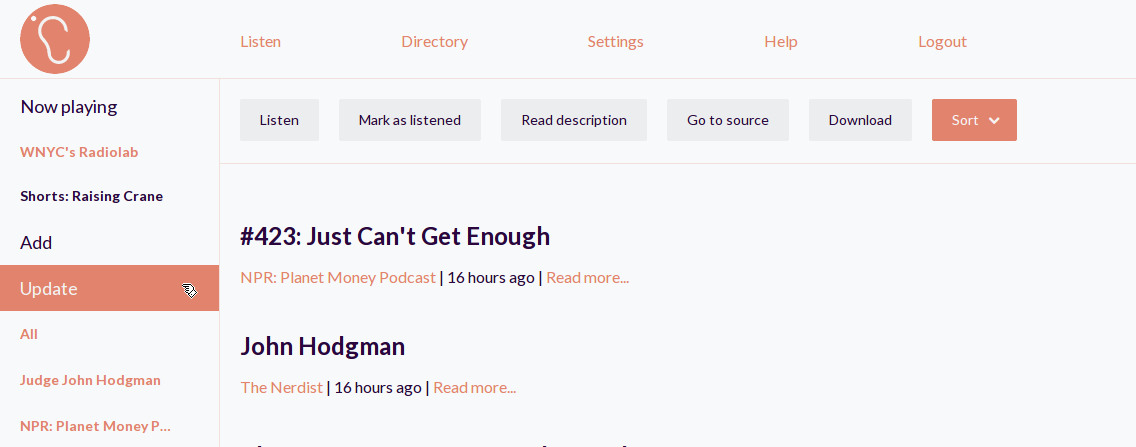 Listen Directory Settings Help Logout
Now playing
WNYC's Radiolab
Shorts: Raising Crane
Add
Update
All
Judge John Hodgman
NPR: Planet Money P...
Listen Mark as listened Read description Go to source Download Sort
#423: Just Can't Get Enough
NPR: Planet Money Podcast | 16 hours ago | Read more...
John Hodgman
The Nerdist | 16 hours ago | Read more...